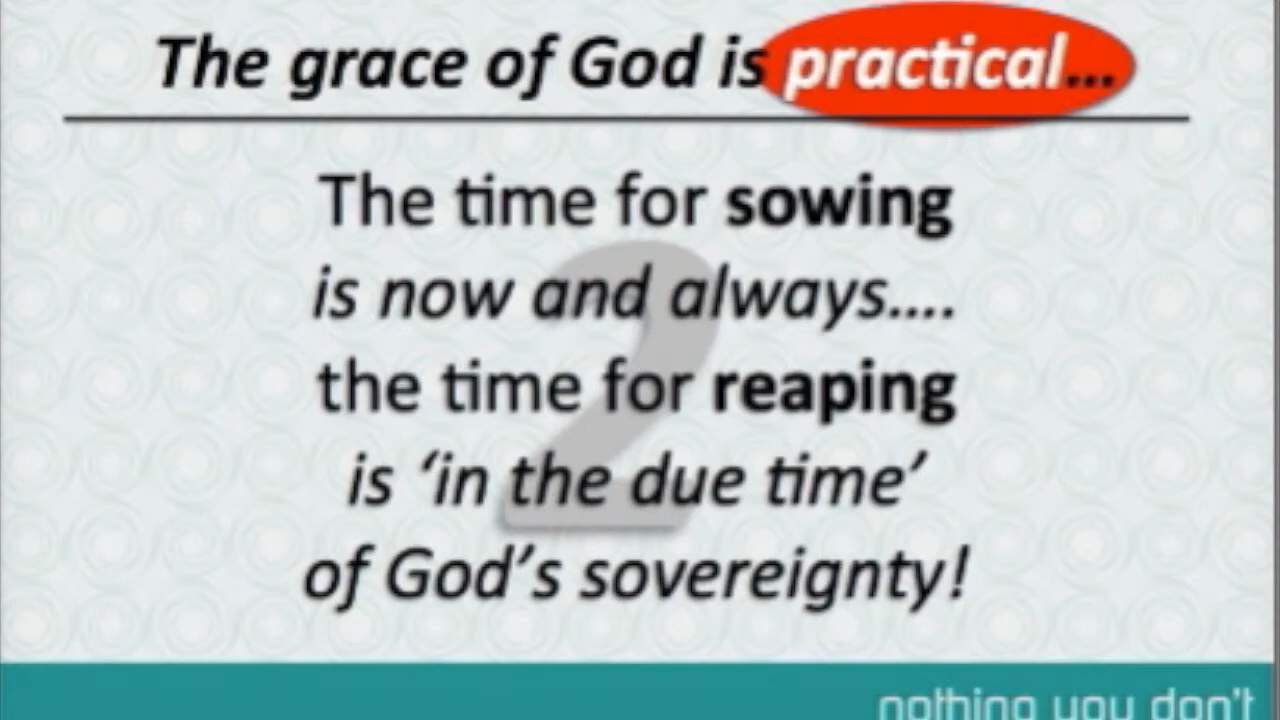 The grace of God is practical...
The time for sowing
is now and always....
the time for reaping
is ‘in the due time’
of God’s sovereignty!
2
nothing you don't